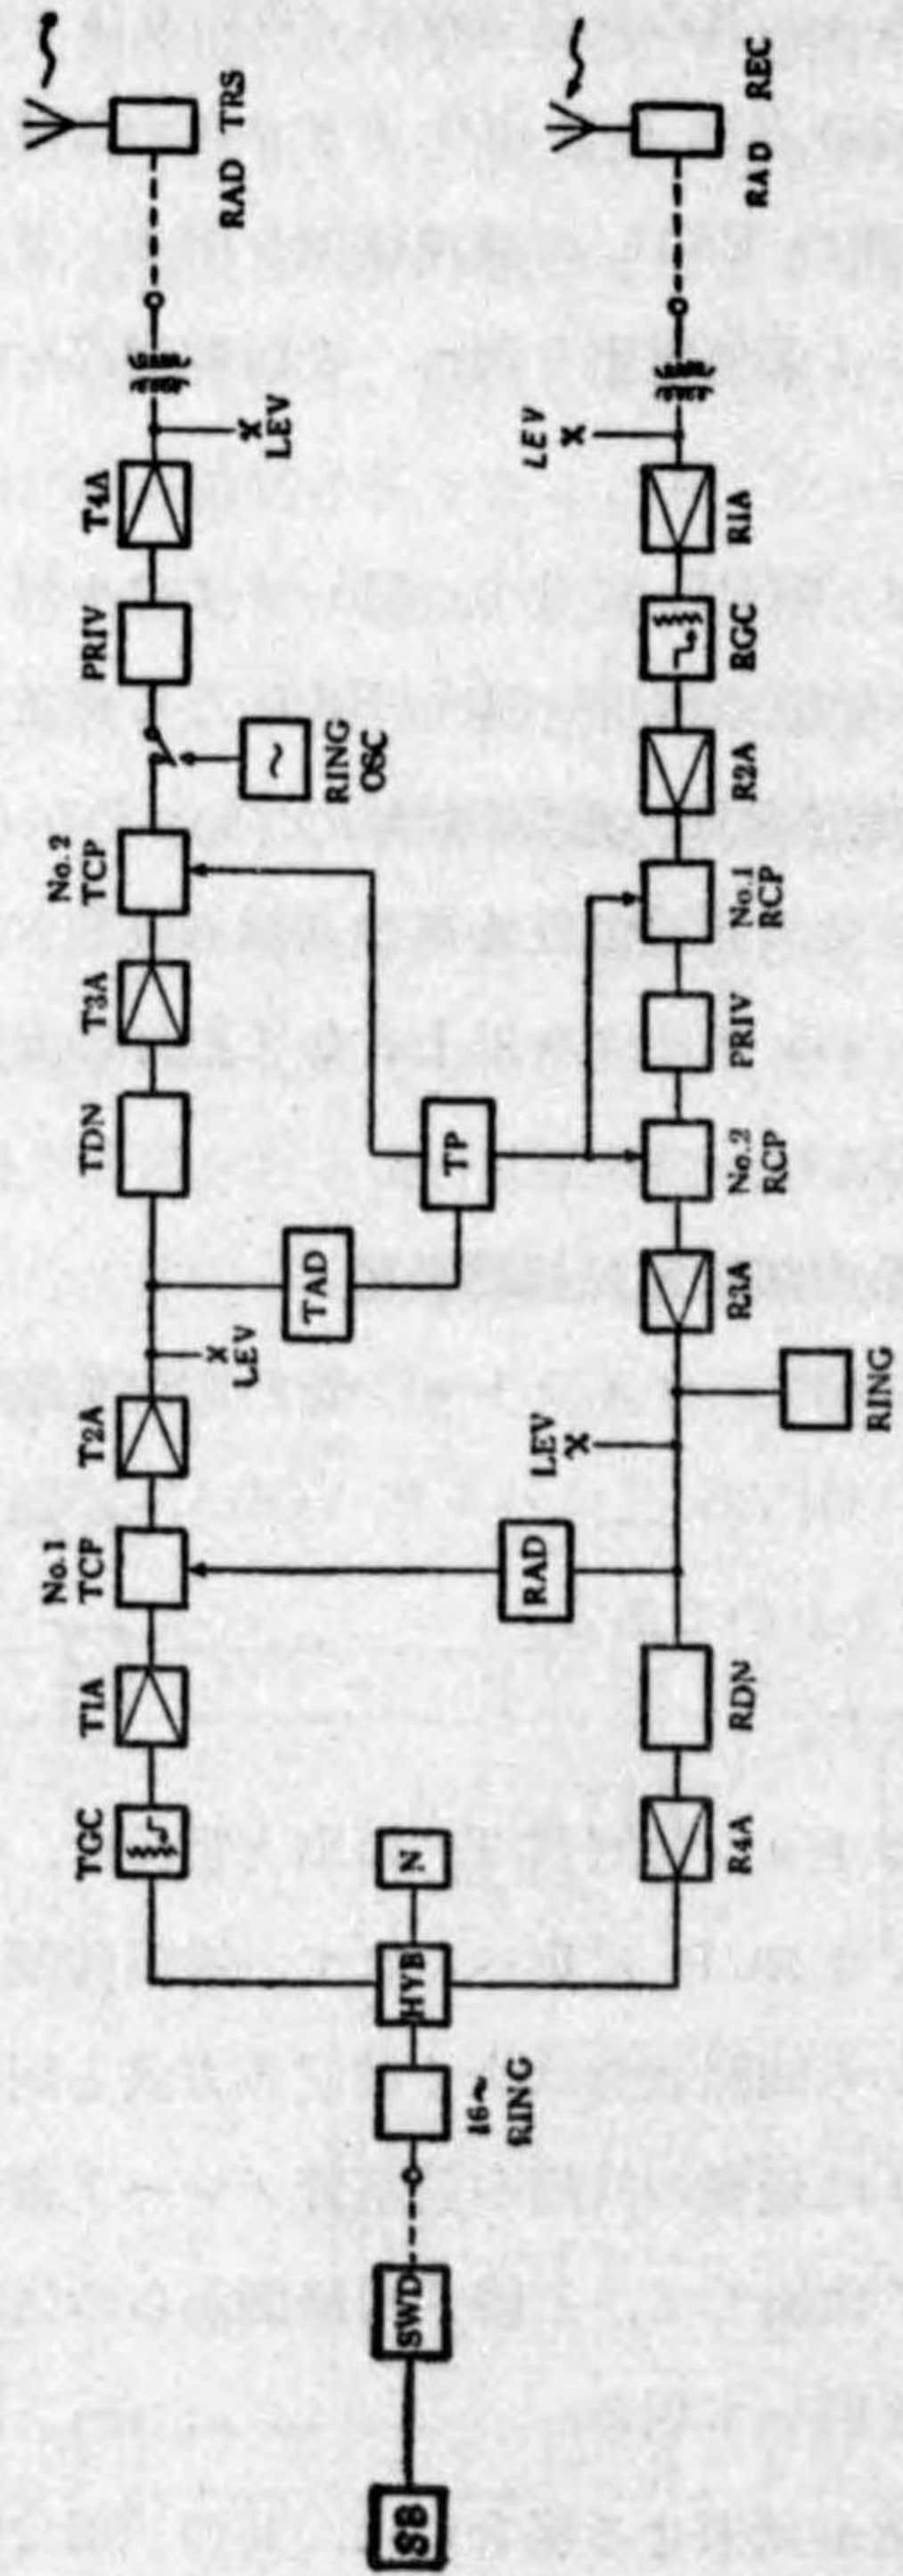 SB
SWD
16~
RING
HYB
N
TGC
T1A
No.1
TCP
T2A
LEV
TAD
TDN
T3A
No.2
TCP
RING
OSC
PRIV
T4A
LEV
RAD TRS
TP
RAD
R4A
RDN
LEV
RING
R3A
No.2
RCP
PRIV
No.1
RCP
R2A
RGC
R1A
LEV
RAD REC